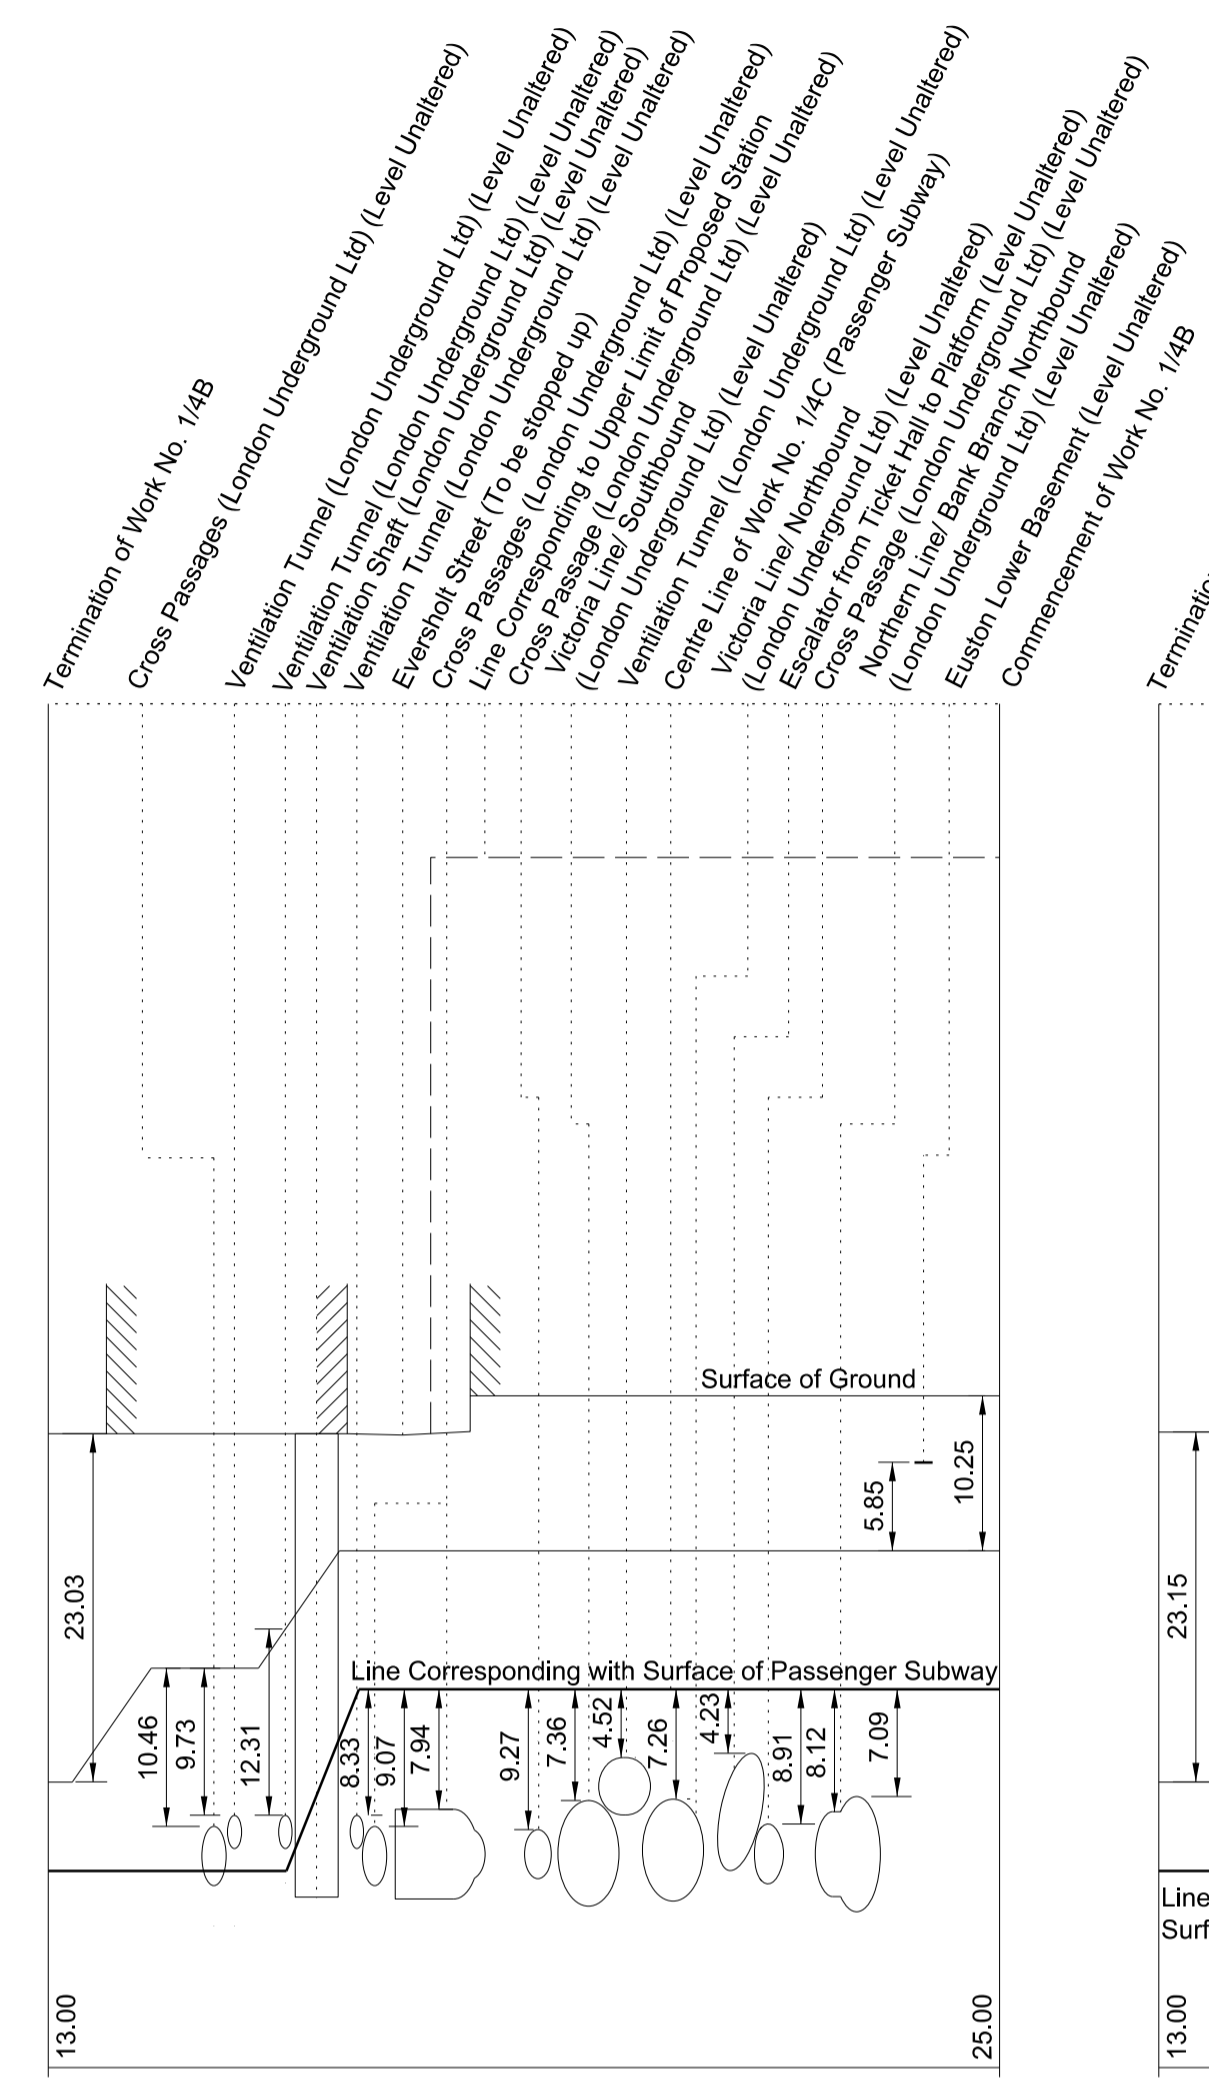 Termination of Work No. 1/4B
Cross Passages (London Underground Ltd) (Level Unaltered)
Ventilation Tunnel (London Underground Ltd) (Level Unaltered)
Ventilation Tunnel (London Underground Ltd) (Level Unaltered)
Ventilation Shaft (London Underground Ltd) (Level Unaltered)
Ventilation Tunnel (London Underground Ltd) (Level Unaltered)
Eversholt Street (To be stopped up)
Cross Passages (London Underground Ltd) (Level Unaltered)
Line Corresponding to Upper Limit of Proposed Station
Cross Passage (London Underground Ltd) (Level Unaltered)
Victoria Line/ Southbound
(London Underground Ltd) (Level Unaltered)
Ventilation Tunnel (London Underground Ltd) (Level Unaltered)
Centre Line of Work No. 1/4C (Passenger Subway)
Victoria Line/ Northbound
(London Underground Ltd) (Level Unaltered)
Escalator from Ticket Hall to Platform (Level Unaltered)
Cross Passage (London Underground Ltd) (Level Unaltered)
Northern Line/ Bank Branch Northbound
(London Underground Ltd) (Level Unaltered)
Euston Lower Basement (Level Unaltered)
Commencement of Work No. 1/4B
Surface of Ground
10.25
5.85
23.03
Line Corresponding with Surface of Passenger Subway
10.46
9.73
12.31
8.33
9.07
7.94
9.27
7.36
4.52
7.26
4.23
8.91
8.12
7.09
13.00
25.00
Termination
23.15
Line
Surf
13.00